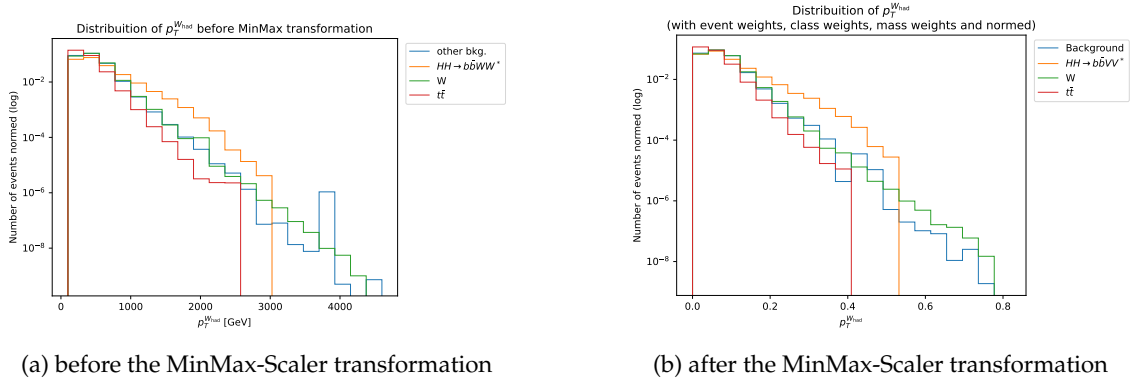 Distribuition of $p_T^{W_{had}}$ before MinMax transformation
Number of events normed (log)
10⁻²
10⁻⁴
10⁻⁶
10⁻⁸
0 1000 2000 3000 4000
$p_T^{W_{had}}$ [GeV]
other bkg.
$HH \rightarrow b\bar{b}WW^*$
W
$t\bar{t}$
(a) before the MinMax-Scaler transformation
Distribuition of $p_T^{W_{had}}$
(with event weights, class weights, mass weights and normed)
Number of events normed (log)
10⁻²
10⁻⁴
10⁻⁶
10⁻⁸
0.0 0.2 0.4 0.6 0.8
$p_T^{W_{had}}$
Background
$HH \rightarrow b\bar{b}VV^*$
W
$t\bar{t}$
(b) after the MinMax-Scaler transformation